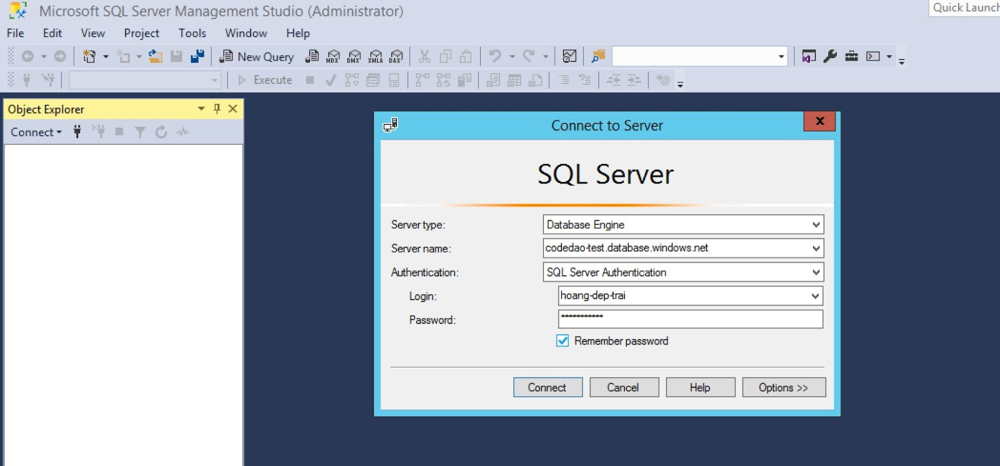 Microsoft SQL Server Management Studio (Administrator)
Quick Launch
File Edit View Project Tools Window Help
New Query MDX DMX XMLA DAX
Execute
Object Explorer
Connect
Connect to Server
X
SQL Server
Server type: Database Engine
Server name: codedao-test.database.windows.net
Authentication: SQL Server Authentication
Login: hoang-dep-trai
Password: ***********
Remember password
Connect Cancel Help Options >>